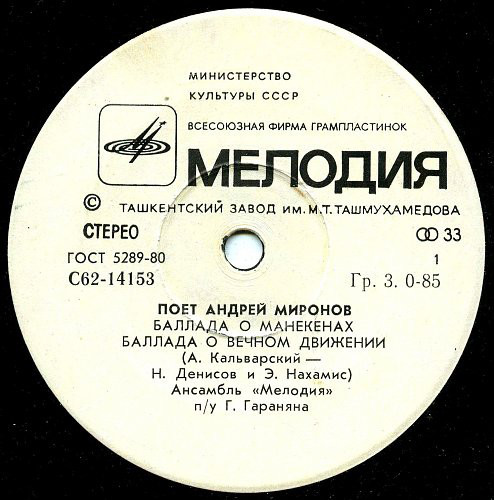 МИНИСТЕРСТВО
КУЛЬТУРЫ СССР
ВСЕСОЮЗНАЯ ФИРМА ГРАМПЛАСТИНОК
МЕЛОДИЯ
© ТАШКЕНТСКИЙ ЗАВОД ИМ. М.Т. ТАШМУХАМЕДОВА
СТЕРЕО 33
ГОСТ 5289-80 1
С62-14153 Гр. 3. 0-85
ПОЕТ АНДРЕЙ МИРОНОВ
БАЛЛАДА О МАНЕКЕНАХ
БАЛЛАДА О ВЕЧНОМ ДВИЖЕНИИ
(А. Кальварский —
Н. Денисов и Э. Нахамис)
Ансамбль «Мелодия»
п/у Г. Гараняна